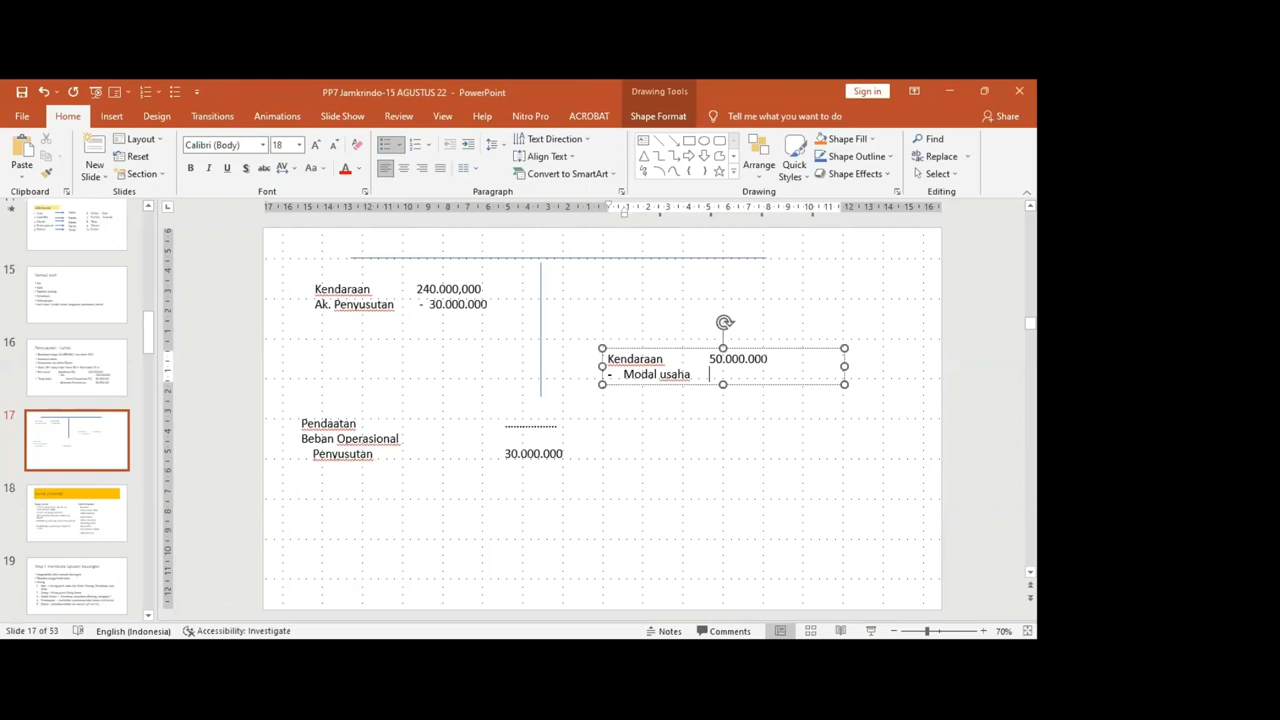 PP7 Jamkrindo-15 AGUSTUS 22 - PowerPoint
Drawing Tools
Sign in
File Home Insert Design Transitions Animations Slide Show Review View Help Nitro Pro ACROBAT Shape Format Tell me what you want to do Share
Paste
New Slide
Layout
Reset
Section
Calibri (Body) 18
Text Direction
Align Text
Convert to SmartArt
Arrange
Quick Styles
Shape Fill
Shape Outline
Shape Effects
Find
Replace
Select
Clipboard Slides Font Paragraph Drawing Editing
15
16
17
18
19
Kendaraan 240.000,000
Ak. Penyusutan - 30.000.000
Kendaraan 50.000.000
- Modal usaha
Pendaatan ..................
Beban Operasional
Penyusutan 30.000.000
Slide 17 of 53 English (Indonesia) Accessibility: Investigate Notes Comments 70%